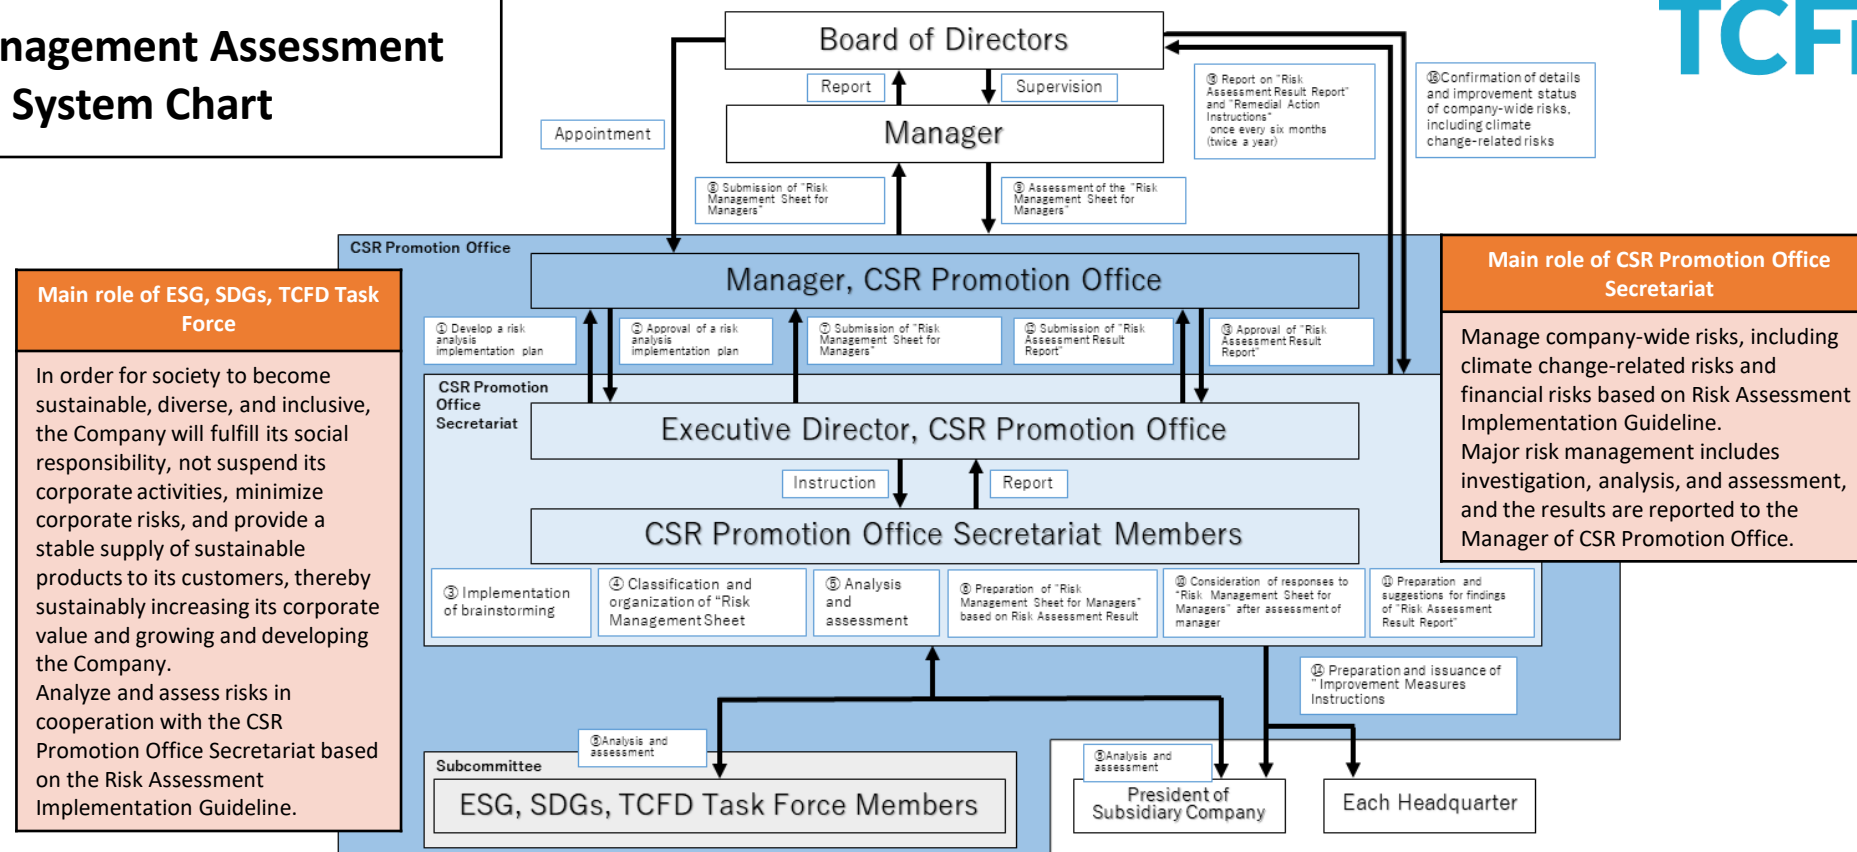 nagement Assessment
System Chart
TCF
Board of Directors
Report
Supervision
Manager
Appointment
⑮ Report on "Risk
Assessment Result Report"
and "Remedial Action
Instructions"
once every six months
(twice a year)
⑯Confirmation of details
and improvement status
of company-wide risks,
including climate
change-related risks
⑧ Submission of "Risk
Management Sheet for
Managers"
⑨ Assessment of the "Risk
Management Sheet for
Managers"
CSR Promotion Office
Manager, CSR Promotion Office
① Develop a risk
analysis
implementation plan
② Approval of a risk
analysis
implementation plan
⑦ Submission of "Risk
Management Sheet for
Managers"
⑫ Submission of "Risk
Assessment Result
Report"
⑬ Approval of "Risk
Assessment Result
Report"
CSR Promotion
Office
Secretariat
Executive Director, CSR Promotion Office
Instruction
Report
CSR Promotion Office Secretariat Members
③ Implementation
of brainstorming
④ Classification and
organization of "Risk
Management Sheet
⑤ Analysis
and
assessment
⑥ Preparation of "Risk
Management Sheet for Managers"
based on Risk Assessment Result
⑩ Consideration of responses to
"Risk Management Sheet for
Managers" after assessment of
manager
⑪ Preparation and
suggestions for findings
of "Risk Assessment
Result Report"
⑭ Preparation and issuance of
"Improvement Measures
Instructions
⑤Analysis and
assessment
Subcommittee
ESG, SDGs, TCFD Task Force Members
⑤Analysis and
assessment
President of
Subsidiary Company
Each Headquarter
Main role of ESG, SDGs, TCFD Task
Force
In order for society to become
sustainable, diverse, and inclusive,
the Company will fulfill its social
responsibility, not suspend its
corporate activities, minimize
corporate risks, and provide a
stable supply of sustainable
products to its customers, thereby
sustainably increasing its corporate
value and growing and developing
the Company.
Analyze and assess risks in
cooperation with the CSR
Promotion Office Secretariat based
on the Risk Assessment
Implementation Guideline.
Main role of CSR Promotion Office
Secretariat
Manage company-wide risks, including
climate change-related risks and
financial risks based on Risk Assessment
Implementation Guideline.
Major risk management includes
investigation, analysis, and assessment,
and the results are reported to the
Manager of CSR Promotion Office.